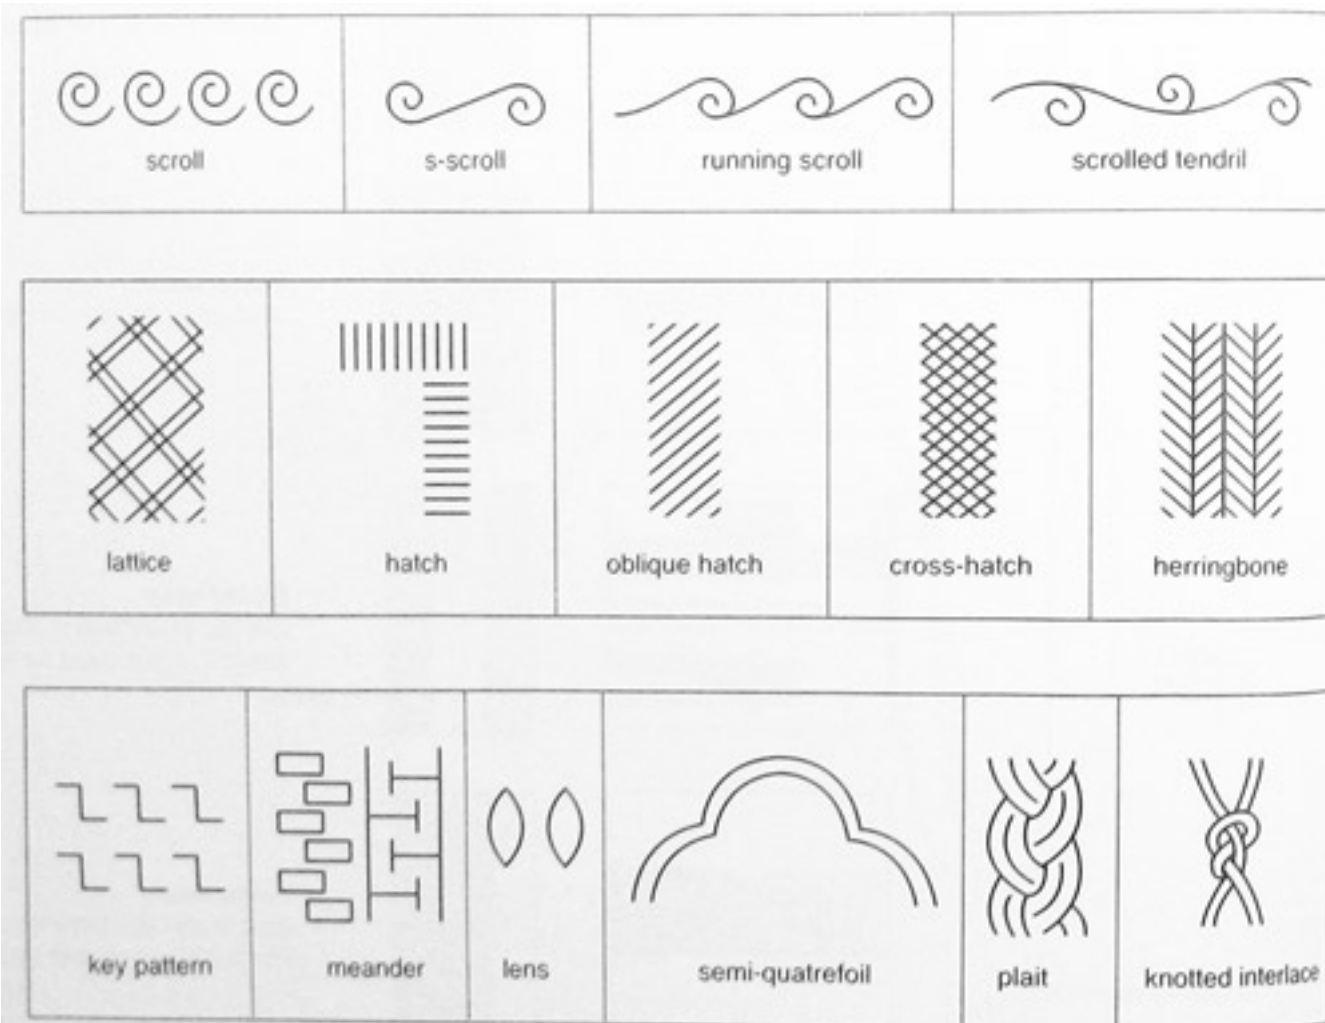 scroll
s-scroll
running scroll
scrolled tendril
lattice
hatch
oblique hatch
cross-hatch
herringbone
key pattern
meander
lens
semi-quatrefoil
plait
knotted interlace